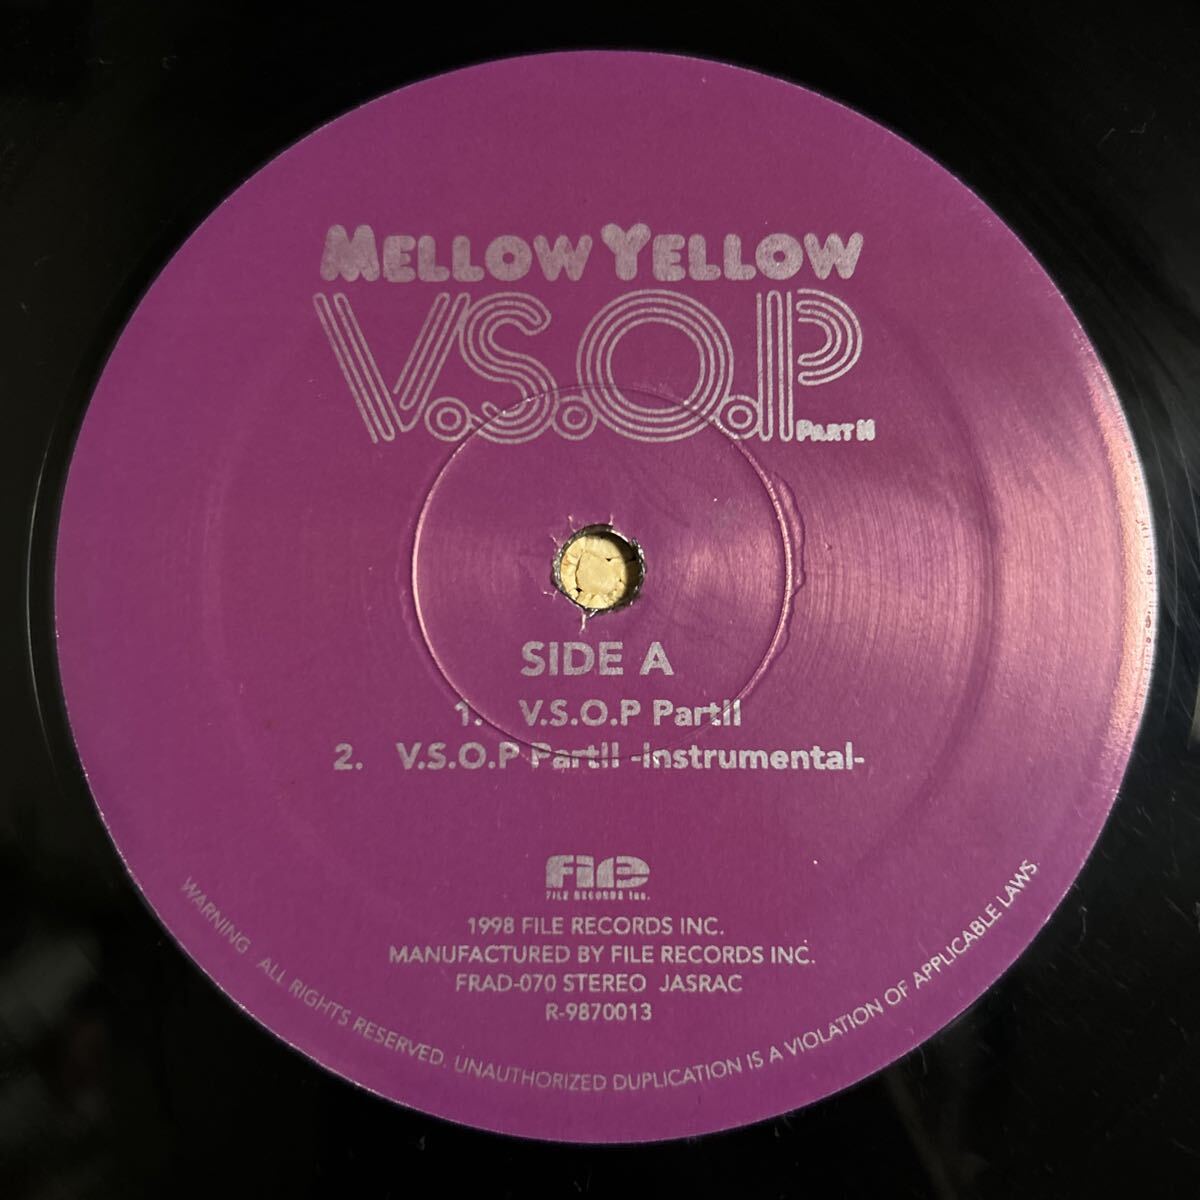 MELLOW YELLOW
V.S.O.P PART II
SIDE A
1. V.S.O.P PartII
2. V.S.O.P PartII -instrumental-
File
FILE RECORDS Inc.
1998 FILE RECORDS INC.
MANUFACTURED BY FILE RECORDS INC.
FRAD-070 STEREO JASRAC
R-9870013
WARNING . ALL RIGHTS RESERVED. UNAUTHORIZED DUPLICATION IS A VIOLATION OF APPLICABLE LAWS.